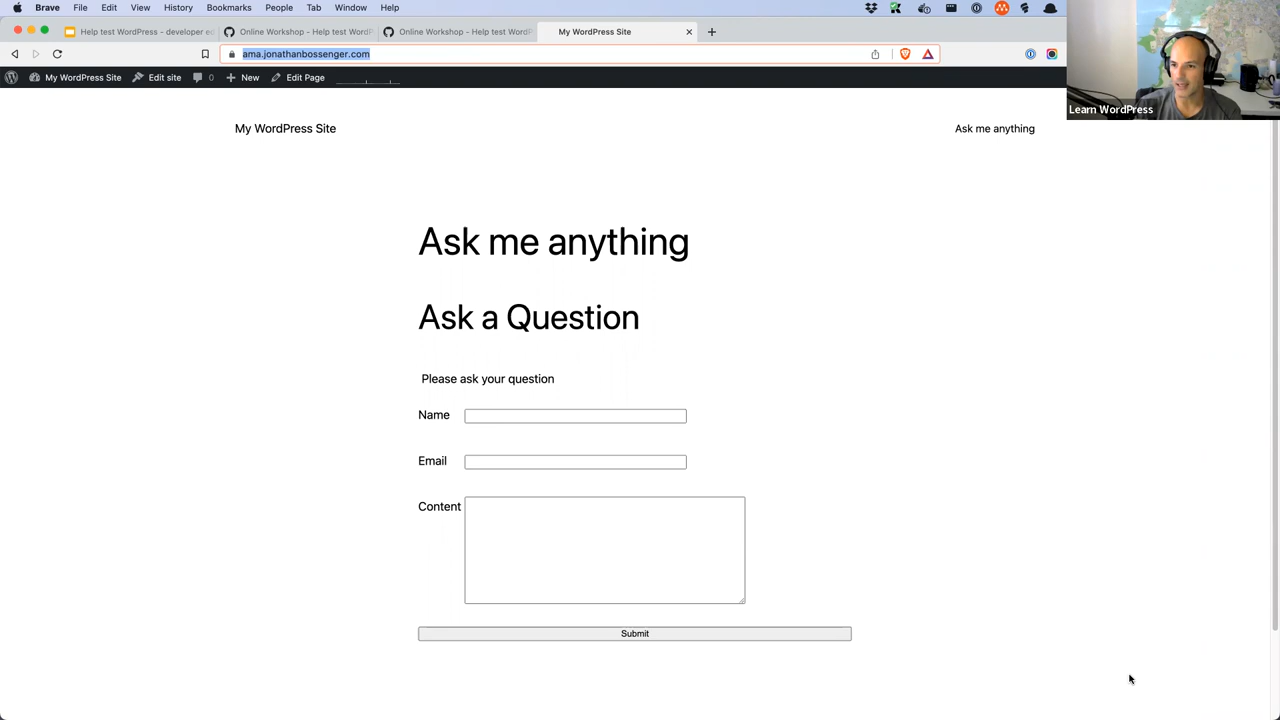 Brave File Edit View History Bookmarks People Tab Window Help
Help test WordPress - developer ed
Online Workshop - Help test WordP
Online Workshop - Help test WordP
My WordPress Site
ama.jonathanbossenger.com
My WordPress Site Edit site 0 New Edit Page
Learn WordPress
My WordPress Site
Ask me anything
Ask me anything
Ask a Question
Please ask your question
Name
Email
Content
Submit